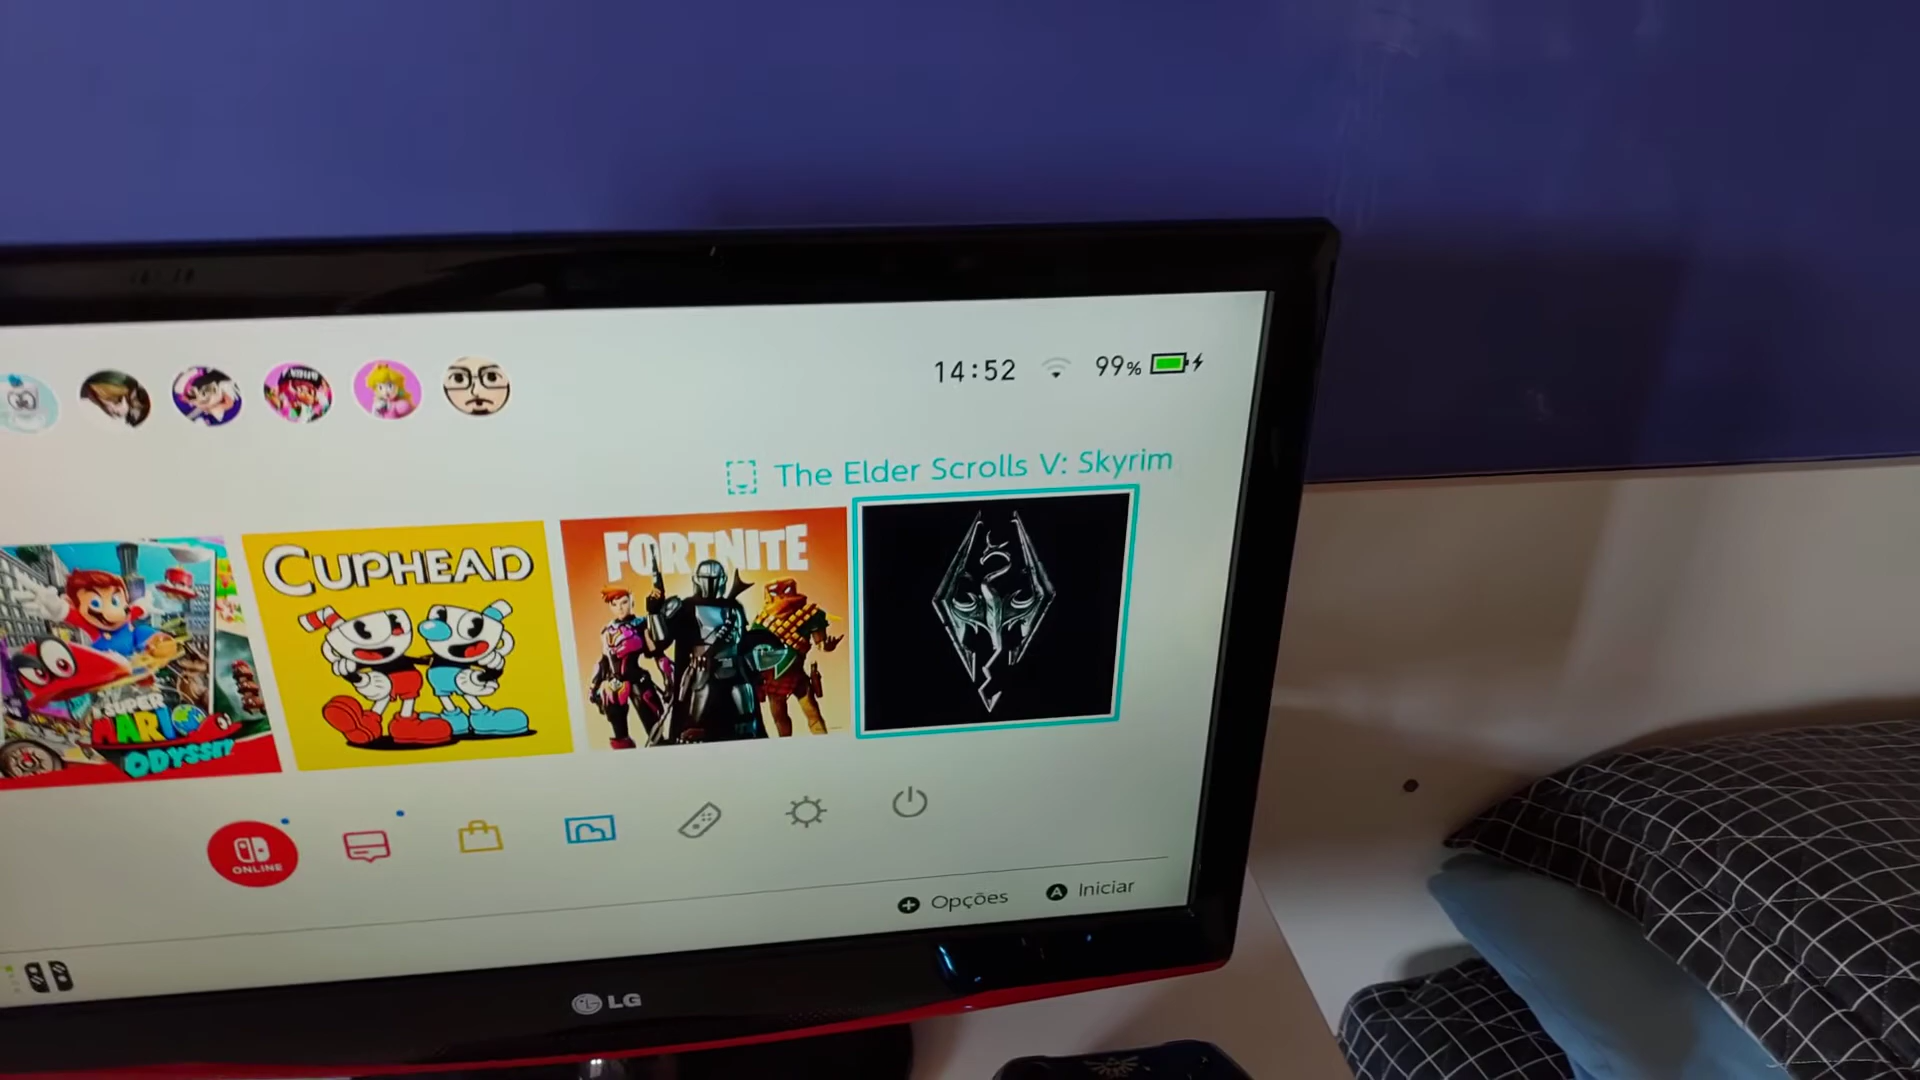 14:52 99%
The Elder Scrolls V: Skyrim
SUPER
MARIO
ODYSSEY
CUPHEAD
FORTNITE
ONLINE
+ Opções A Iniciar
LG